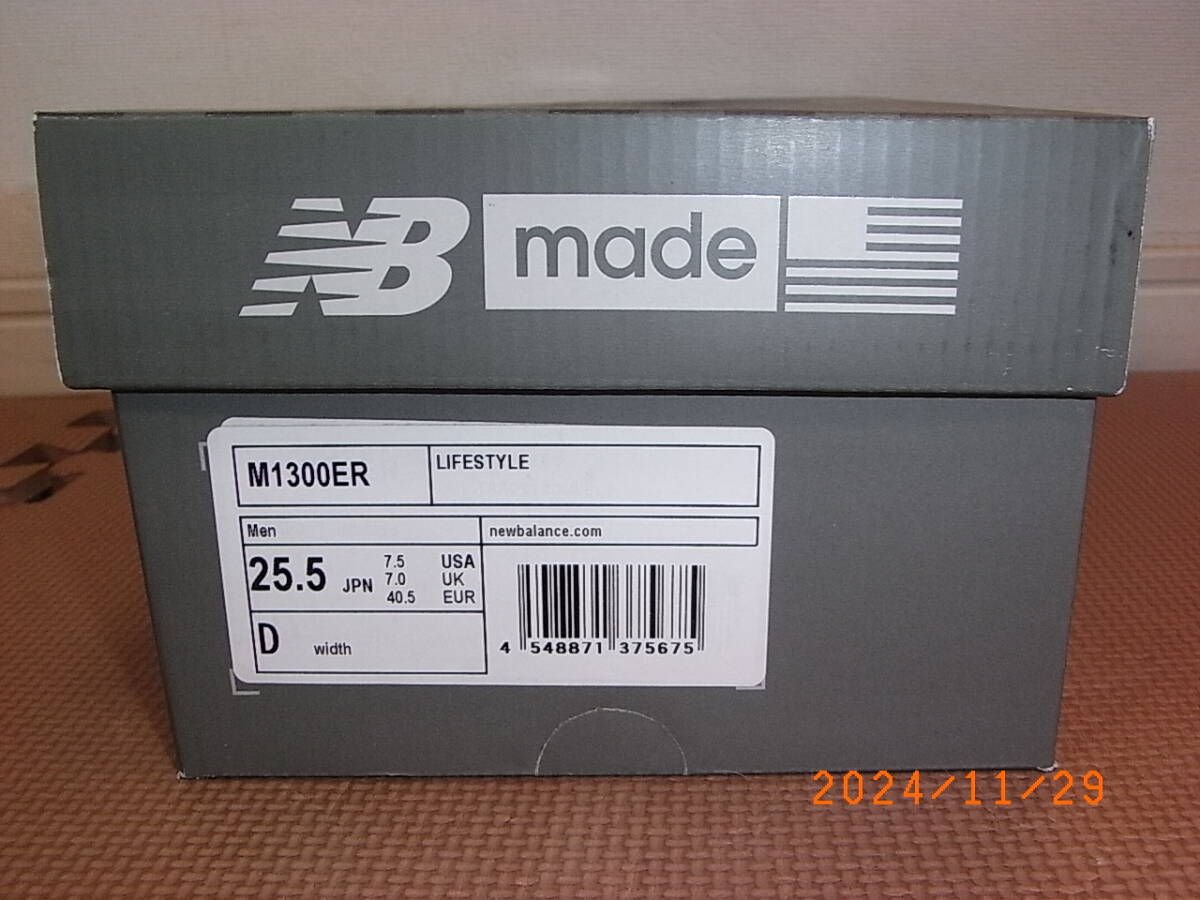 NB made
M1300ER LIFESTYLE
Men newbalance.com
25.5 JPN 7.5 USA
7.0 UK
40.5 EUR
D width
4 548871 375675
2024/11/29